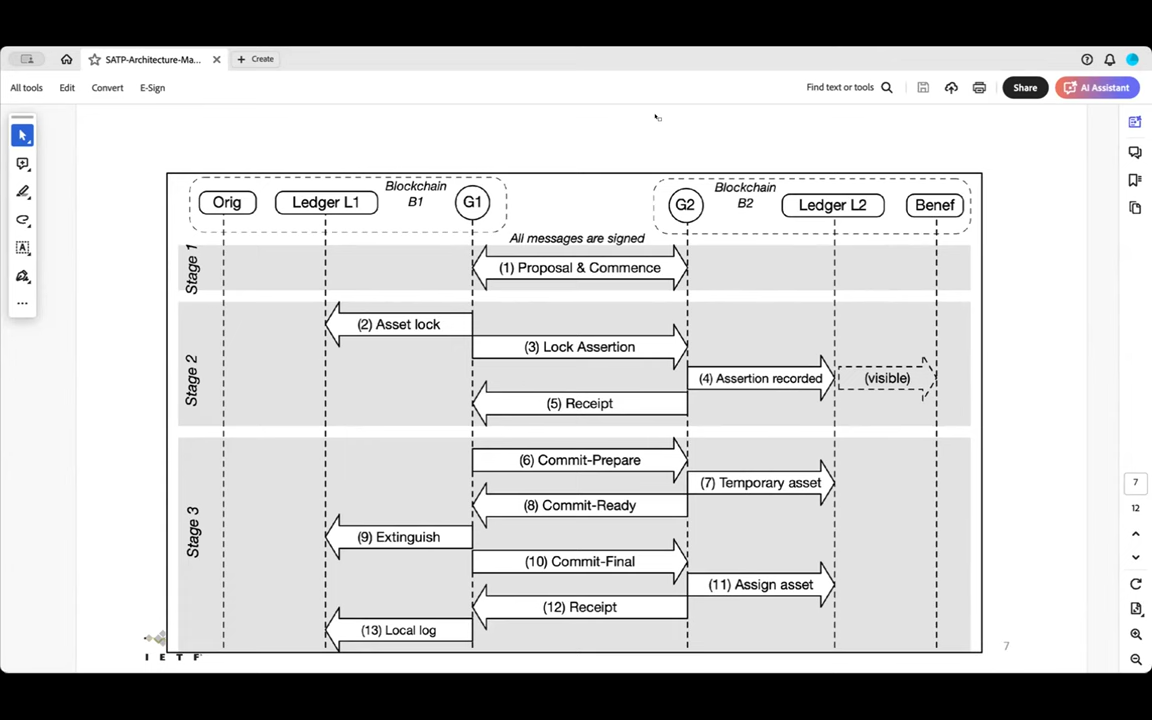 SATP-Architecture-Ma...
Create
All tools
Edit
Convert
E-Sign
Find text or tools
Share
AI Assistant
Blockchain
B1
Orig
Ledger L1
G1
Blockchain
B2
G2
Ledger L2
Benef
All messages are signed
Stage 1
(1) Proposal & Commence
Stage 2
(2) Asset lock
(3) Lock Assertion
(4) Assertion recorded
(visible)
(5) Receipt
Stage 3
(6) Commit-Prepare
(7) Temporary asset
(8) Commit-Ready
(9) Extinguish
(10) Commit-Final
(11) Assign asset
(12) Receipt
(13) Local log
I E T F
7
7
12